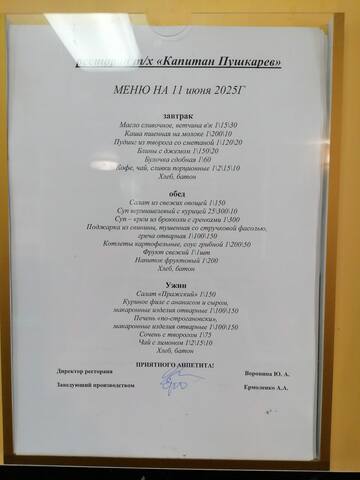 ресторан т/х «Капитан Пушкарев»
МЕНЮ НА 11 июня 2025Г
завтрак
Масло сливочное, ветчина в\к 1\15\30
Каша пшенная на молоке 1\200\10
Пудинг из творога со сметаной 1\120\20
Блины с джемом 1\150\20
Булочка сдобная 1\60
Кофе, чай, сливки порционные 1\2\15\10
Хлеб, батон
обед
Салат из свежих овощей 1\150
Суп вермишелевый с курицей 25\300\10
Суп – крем из брокколи с гренками 1\300
Поджарка из свинины, тушенная со стручковой фасолью,
греча отварная 1\100\150
Котлеты картофельные, соус грибной 1\200\50
Фрукт свежий 1\1шт
Напиток фруктовый 1\200
Хлеб, батон
Ужин
Салат «Пражский» 1\150
Куриное филе с ананасом и сыром,
макаронные изделия отварные 1\100\150
Печень «по-строгановски»,
макаронные изделия отварные 1\100\150
Сочень с творогом 1\75
Чай с лимоном 1\2\15\10
Хлеб, батон
ПРИЯТНОГО АППЕТИТА!
Директор ресторана Воронина Ю. А.
Заведующий производством Ермоленко А.А.